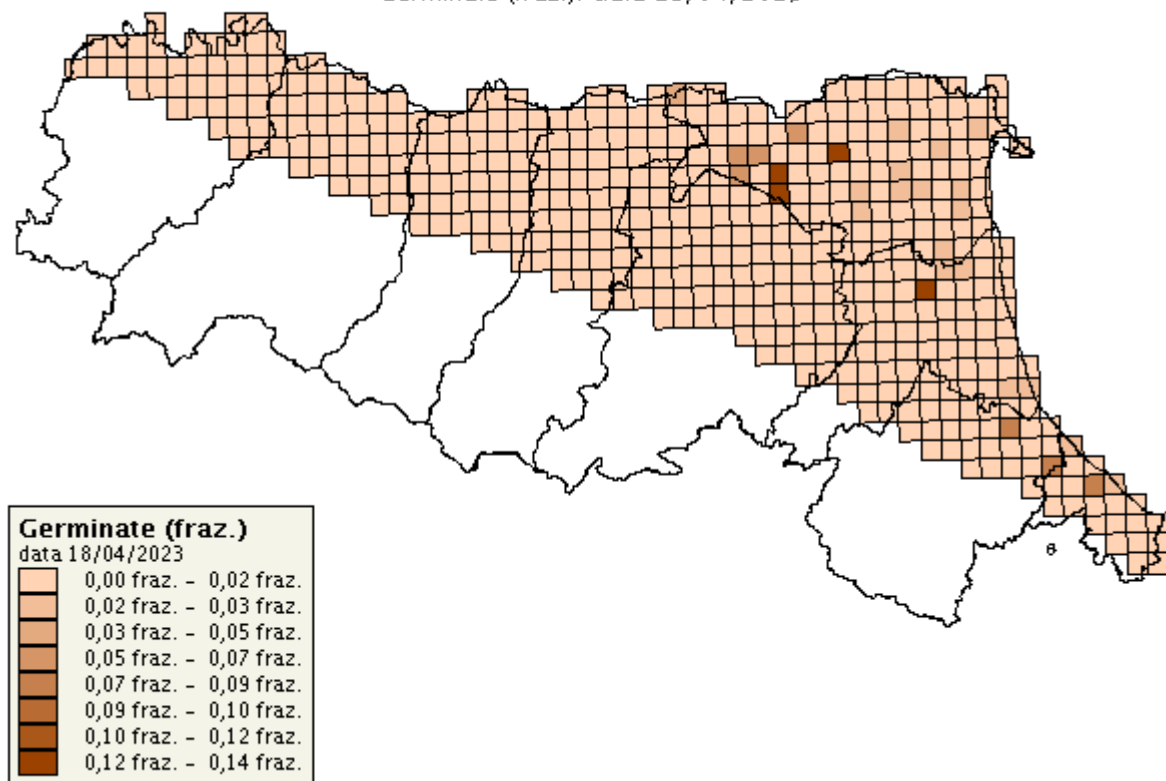 Germinate (fraz.)
data 18/04/2023
0,00 fraz. - 0,02 fraz.
0,02 fraz. - 0,03 fraz.
0,03 fraz. - 0,05 fraz.
0,05 fraz. - 0,07 fraz.
0,07 fraz. - 0,09 fraz.
0,09 fraz. - 0,10 fraz.
0,10 fraz. - 0,12 fraz.
0,12 fraz. - 0,14 fraz.